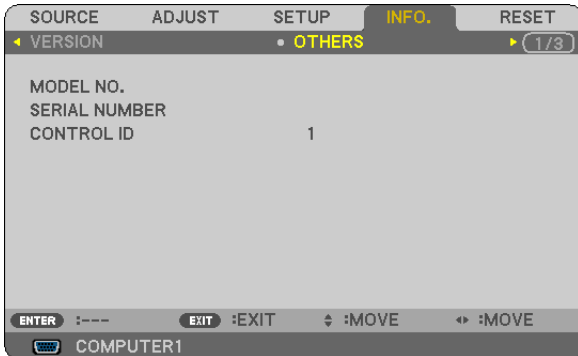 SOURCE ADJUST SETUP INFO. RESET
VERSION OTHERS 1/3
MODEL NO.
SERIAL NUMBER
CONTROL ID 1
ENTER :--- EXIT :EXIT :MOVE :MOVE
COMPUTER1